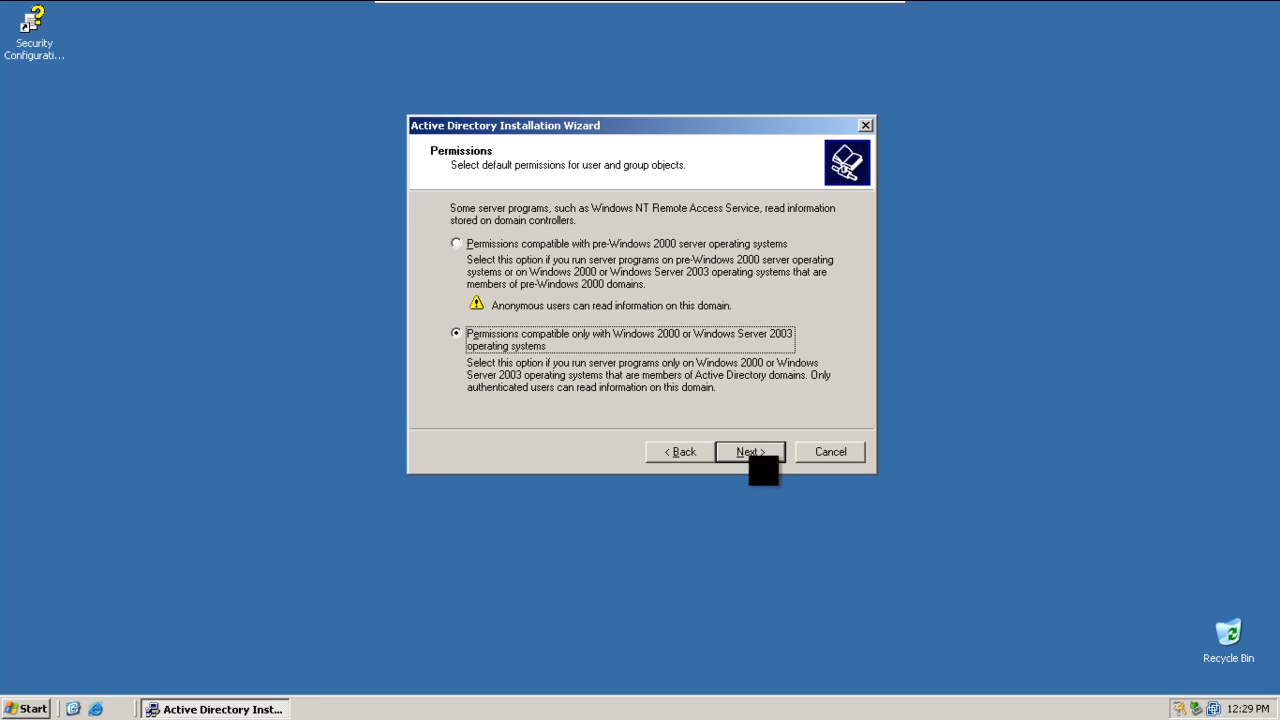 Security
Configurati...
Active Directory Installation Wizard
Permissions
Select default permissions for user and group objects.
Some server programs, such as Windows NT Remote Access Service, read information
stored on domain controllers.
Permissions compatible with pre-Windows 2000 server operating systems
Select this option if you run server programs on pre-Windows 2000 server operating
systems or on Windows 2000 or Windows Server 2003 operating systems that are
members of pre-Windows 2000 domains.
Anonymous users can read information on this domain.
Permissions compatible only with Windows 2000 or Windows Server 2003
operating systems
Select this option if you run server programs only on Windows 2000 or Windows
Server 2003 operating systems that are members of Active Directory domains. Only
authenticated users can read information on this domain.
< Back
Next >
Cancel
Recycle Bin
Start
Active Directory Inst...
12:29 PM